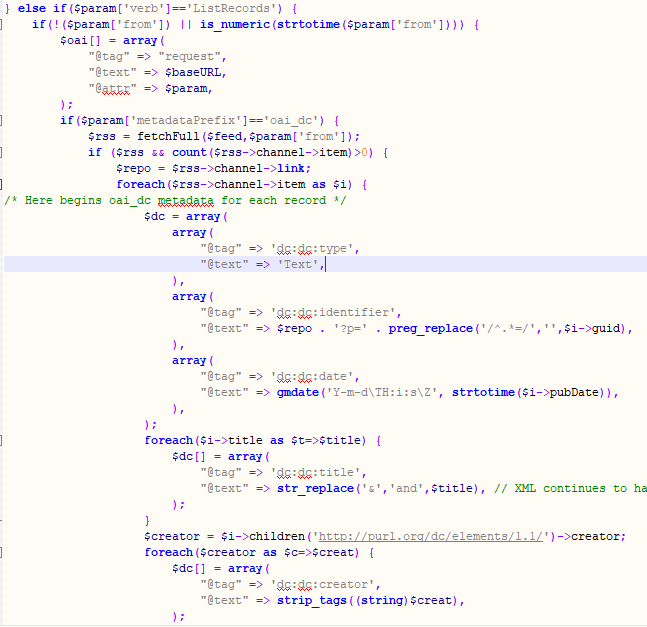 } else if($param['verb']=='ListRecords') {
if(!($param['from']) || is_numeric(strtotime($param['from']))) {
$oai[] = array(
"@tag" => "request",
"@text" => $baseURL,
"@attr" => $param,
);
if($param['metadataPrefix']=='oai_dc') {
$rss = fetchFull($feed,$param['from']);
if ($rss && count($rss->channel->item)>0) {
$repo = $rss->channel->link;
foreach($rss->channel->item as $i) {
/* Here begins oai_dc metadata for each record */
$dc = array(
array(
"@tag" => 'dc:dc:type',
"@text" => 'Text',
),
array(
"@tag" => 'dc:dc:identifier',
"@text" => $repo . '?p=' . preg_replace('/^.*=/','',$i->guid),
),
array(
"@tag" => 'dc:dc:date',
"@text" => gmdate('Y-m-d\TH:i:s\Z', strtotime($i->pubDate)),
),
);
foreach($i->title as $t=>$title) {
$dc[] = array(
"@tag" => 'dc:dc:title',
"@text" => str_replace('&','and',$title), // XML continues to ha
);
}
$creator = $i->children('http://purl.org/dc/elements/1.1/')->creator;
foreach($creator as $c=>$creat) {
$dc[] = array(
"@tag" => 'dc:dc:creator',
"@text" => strip_tags((string)$creat),
);